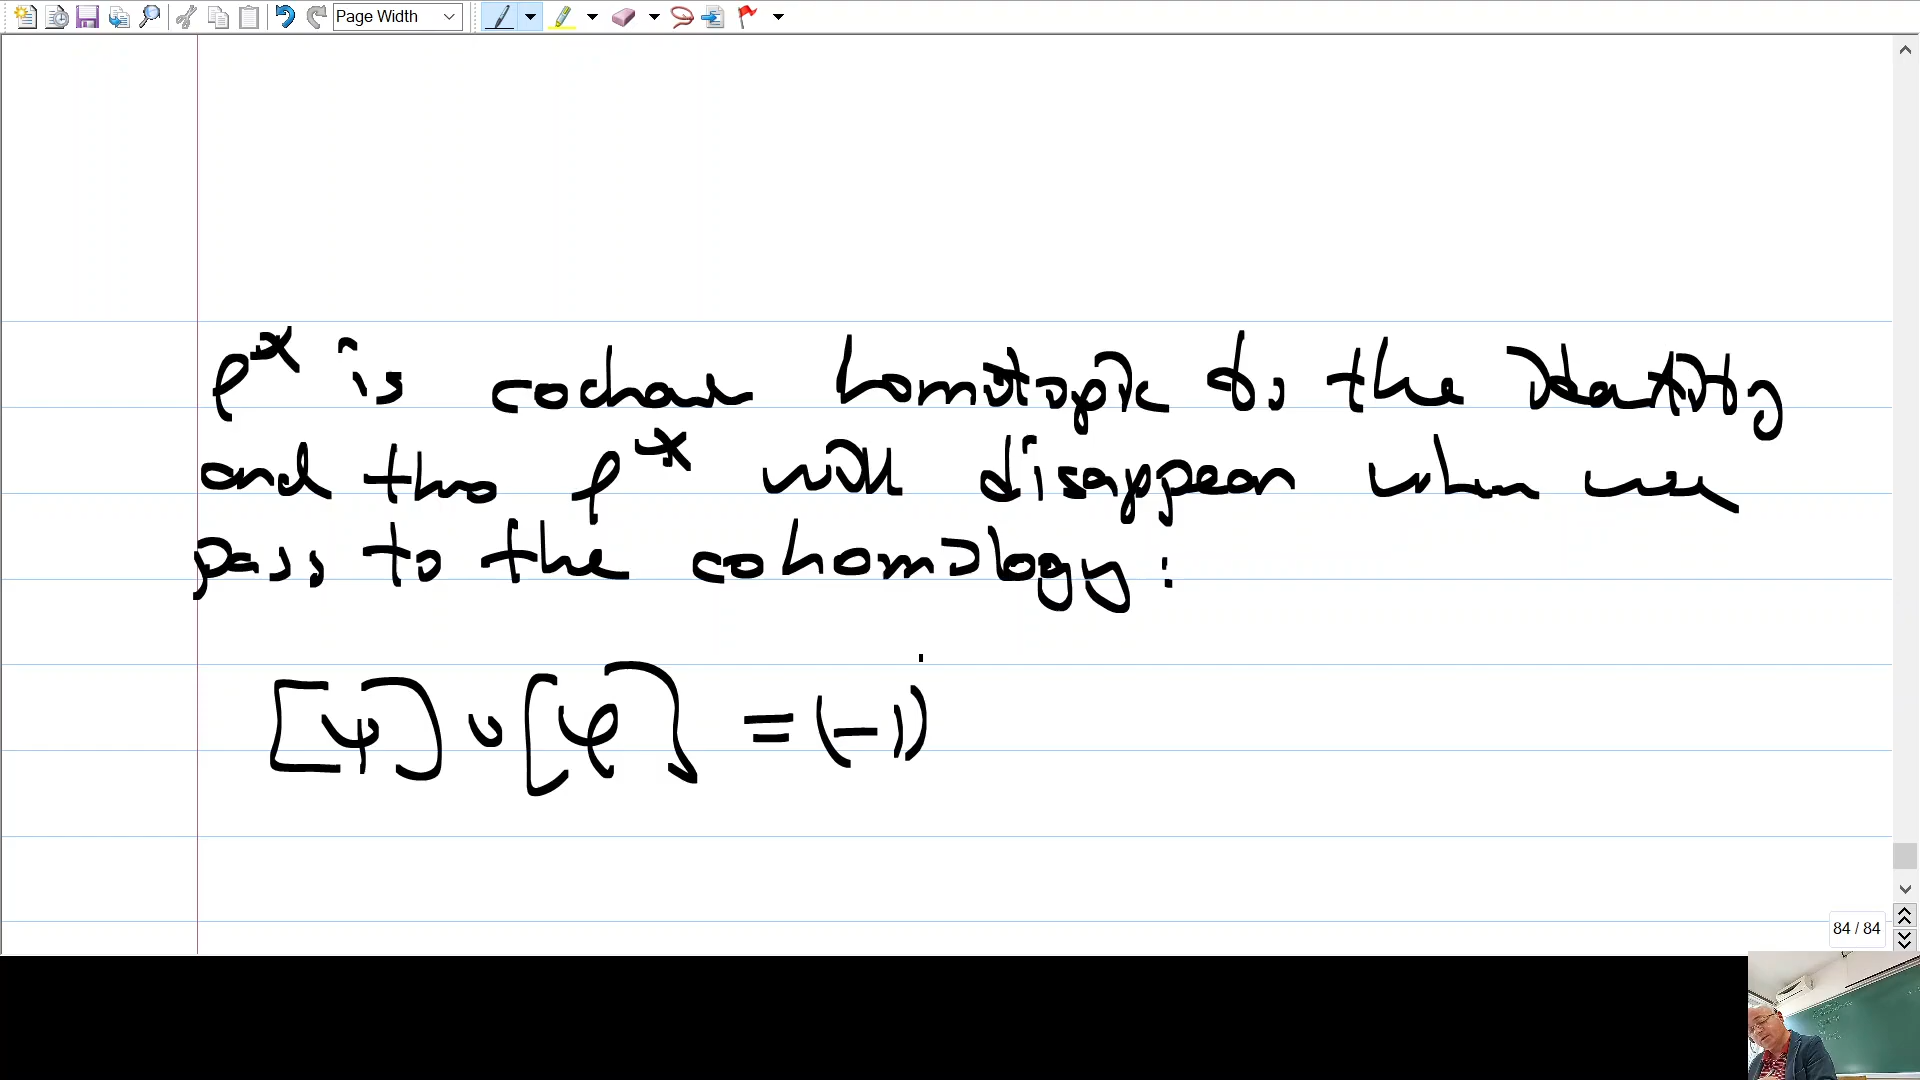 Page Width
ρ* is cochain homotopic to the identity
and thus ρ* will disappear when we
pass to the cohomology:
[ψ] ∪ [φ] = (-1)
84 / 84